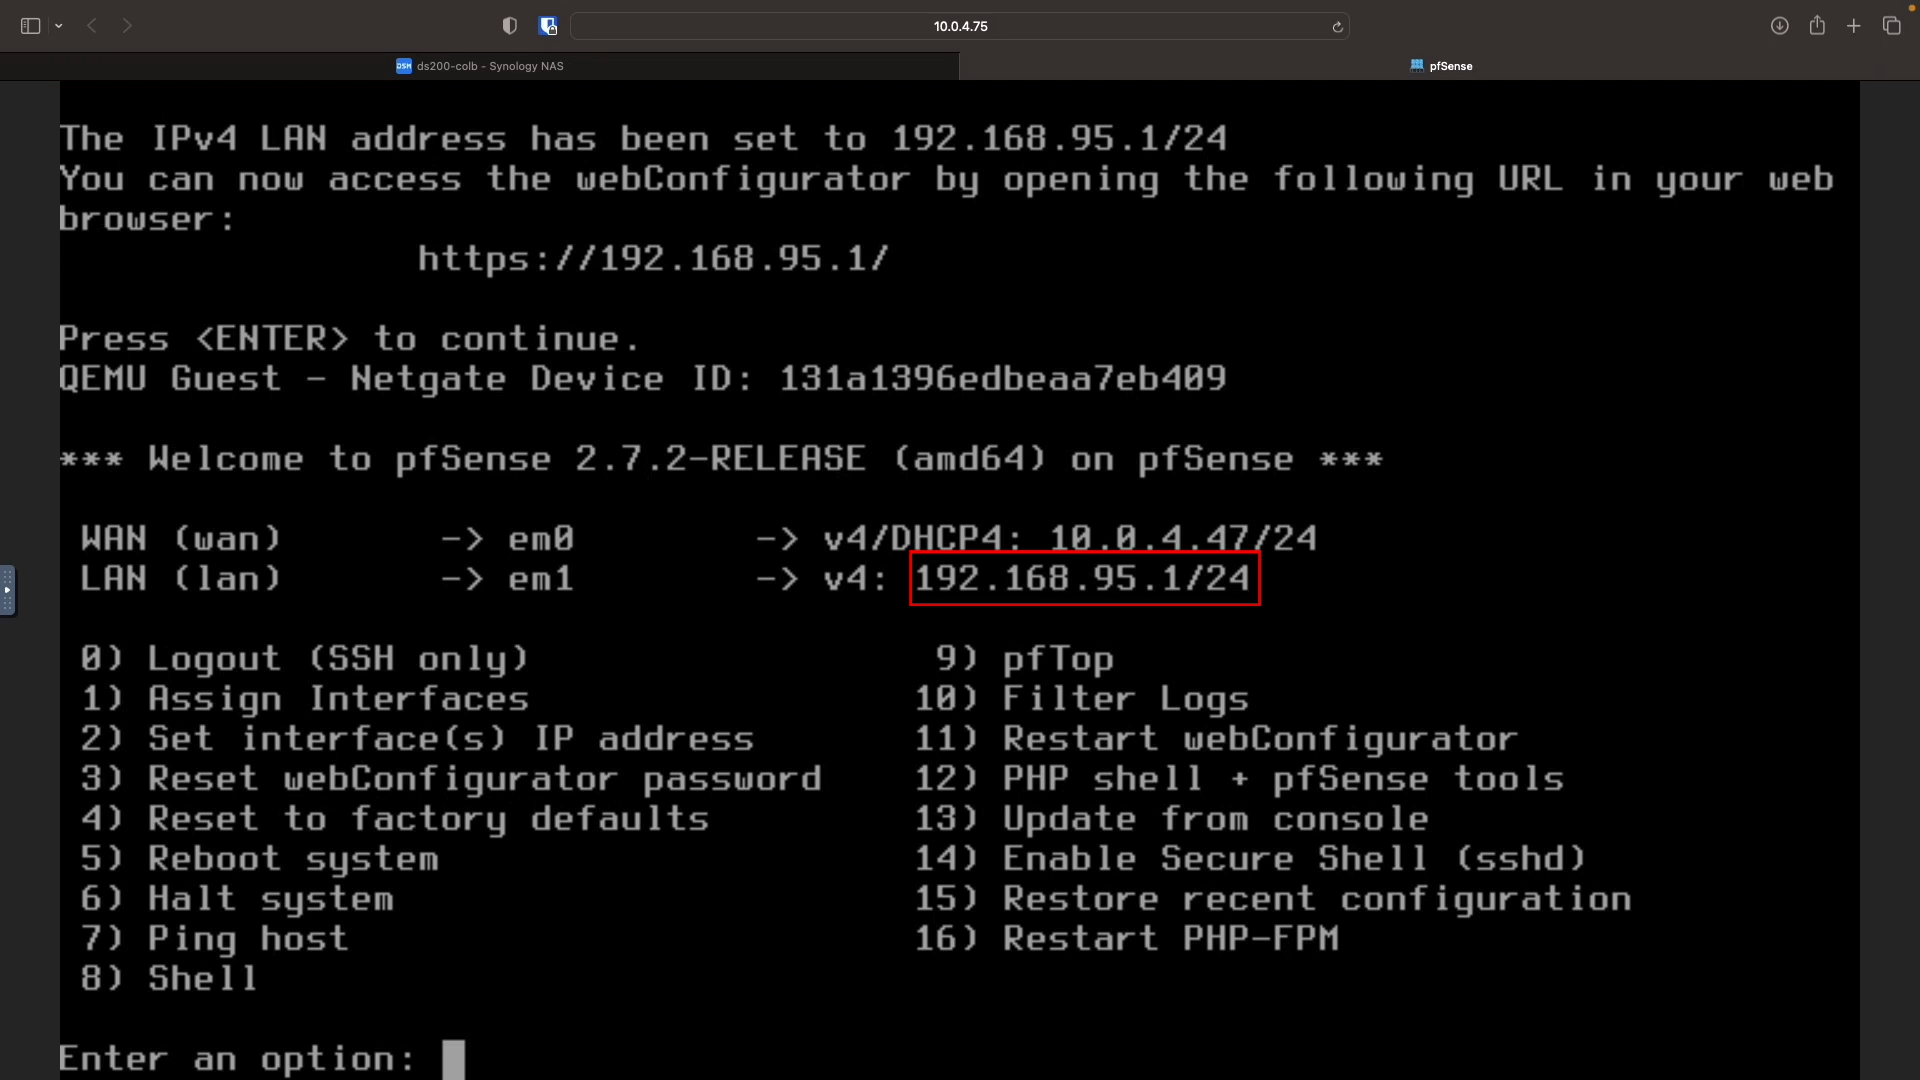 10.0.4.75
DSM ds200-colb - Synology NAS
pfSense
The IPv4 LAN address has been set to 192.168.95.1/24
You can now access the webConfigurator by opening the following URL in your web
browser:
https://192.168.95.1/
Press <ENTER> to continue.
QEMU Guest - Netgate Device ID: 131a1396edbeaa7eb409
*** Welcome to pfSense 2.7.2-RELEASE (amd64) on pfSense ***
WAN (wan) -> em0 -> v4/DHCP4: 10.0.4.47/24
LAN (lan) -> em1 -> v4: 192.168.95.1/24
0) Logout (SSH only) 9) pfTop
1) Assign Interfaces 10) Filter Logs
2) Set interface(s) IP address 11) Restart webConfigurator
3) Reset webConfigurator password 12) PHP shell + pfSense tools
4) Reset to factory defaults 13) Update from console
5) Reboot system 14) Enable Secure Shell (sshd)
6) Halt system 15) Restore recent configuration
7) Ping host 16) Restart PHP-FPM
8) Shell
Enter an option: